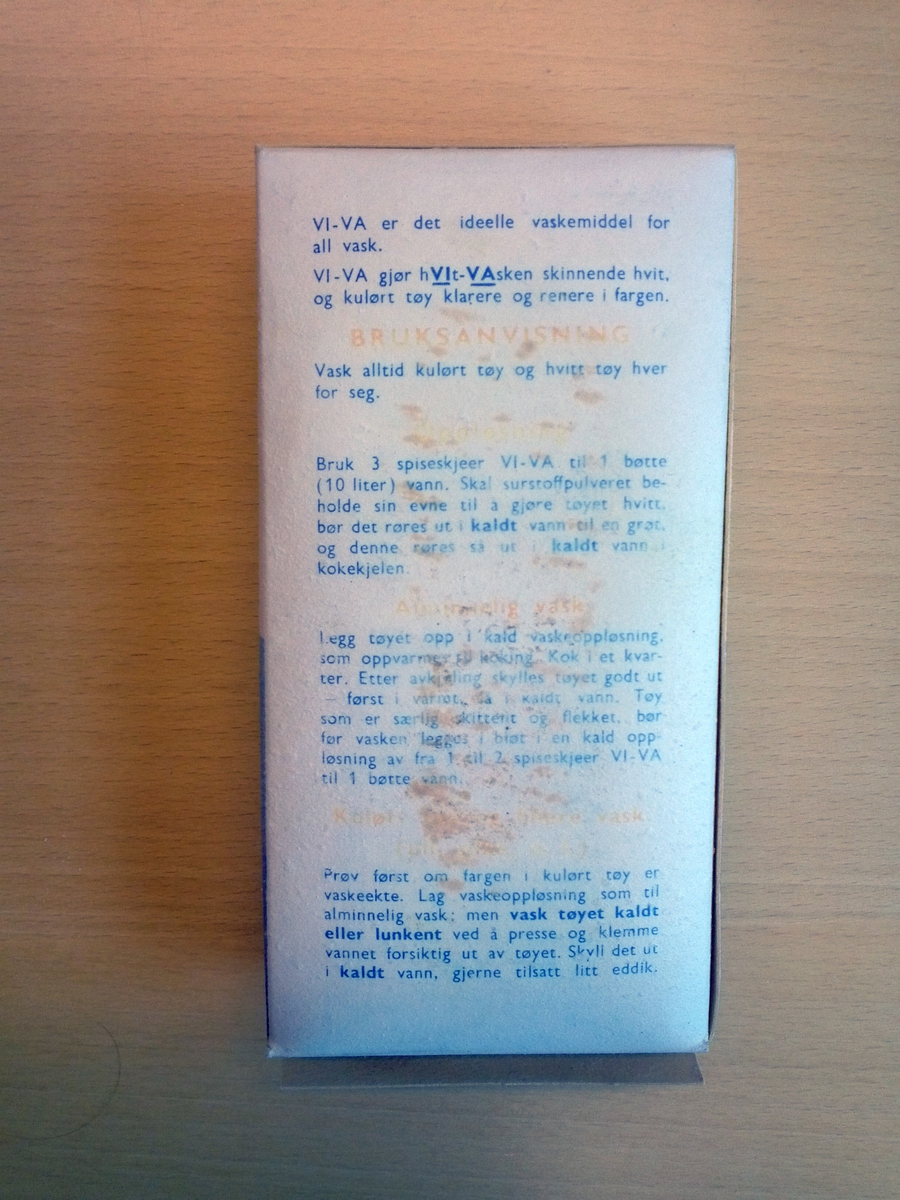 VI-VA er det ideelle vaskemiddel for
all vask.
VI-VA gjør hVIt-VAsken skinnende hvit,
og kulørt tøy klarere og renere i fargen.
BRUKSANVISNING
Vask alltid kulørt tøy og hvitt tøy hver
for seg.
Bruk 3 spiseskjeer VI-VA til 1 bøtte
(10 liter) vann. Skal surstoffpulveret be-
holde sin evne til å gjøre tøyet hvitt,
bør det røres ut i kaldt vann til en grøt,
og denne røres så ut i kaldt vann i
kokekjelen.
Alminnelig vask
Legg tøyet opp i kald vaskeoppløsning,
som oppvarmes til koking. Kok i et kvar-
ter. Etter avkjøling skylles tøyet godt ut
— først i varmt, så i kaldt vann. Tøy
som er særlig skittent og flekket, bør
før vasken legges i bløt i en kald opp-
løsning av fra 1 til 2 spiseskjeer VI-VA
til 1 bøtte vann.
Kulørt vask
Prøv først om fargen i kulørt tøy er
vaskeekte. Lag vaskeoppløsning som til
alminnelig vask; men vask tøyet kaldt
eller lunkent ved å presse og klemme
vannet forsiktig ut av tøyet. Skyll det ut
i kaldt vann, gjerne tilsatt litt eddik.